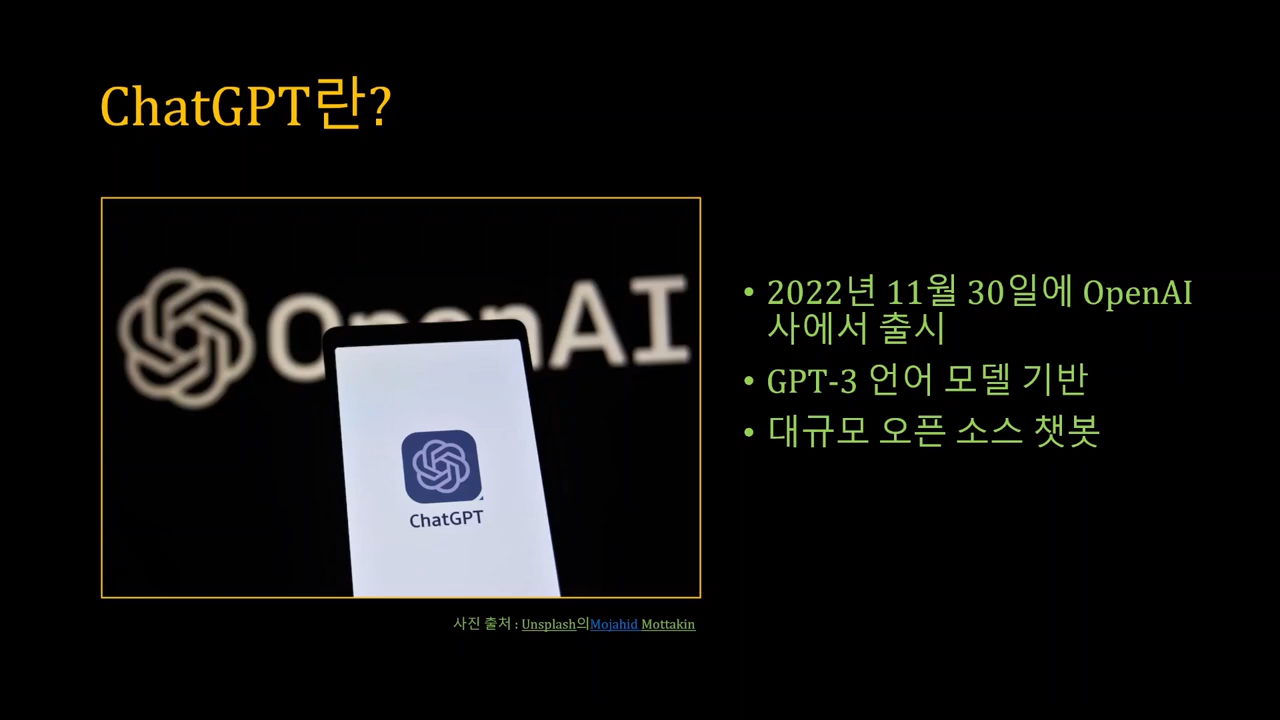 ChatGPT란?
OpenAI
ChatGPT
• 2022년 11월 30일에 OpenAI
사에서 출시
• GPT-3 언어 모델 기반
• 대규모 오픈 소스 챗봇
사진 출처 : Unsplash의Mojahid Mottakin